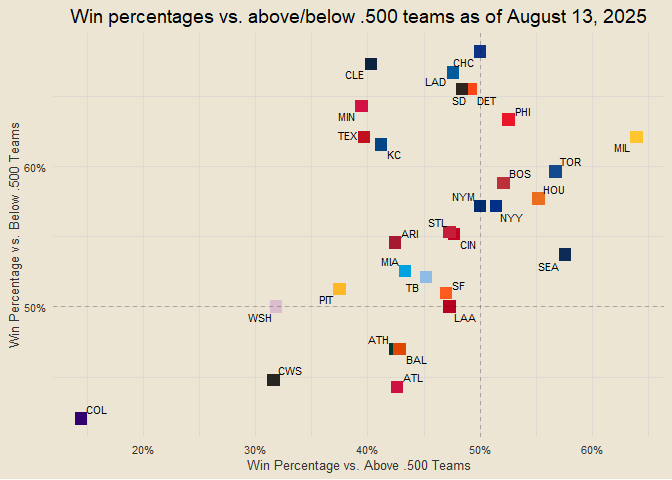 Win percentages vs. above/below .500 teams as of August 13, 2025
CHC
CLE
LAD
SD DET
MIN
PHI
TEX
MIL
KC
TOR
60%
BOS
HOU
NYM
NYY
STL
ARI
CIN
MIA
SEA
TB
SF
PIT
50%
WSH
LAA
ATH
BAL
CWS
ATL
COL
20% 30% 40% 50% 60%
Win Percentage vs. Above .500 Teams
Win Percentage vs. Below .500 Teams